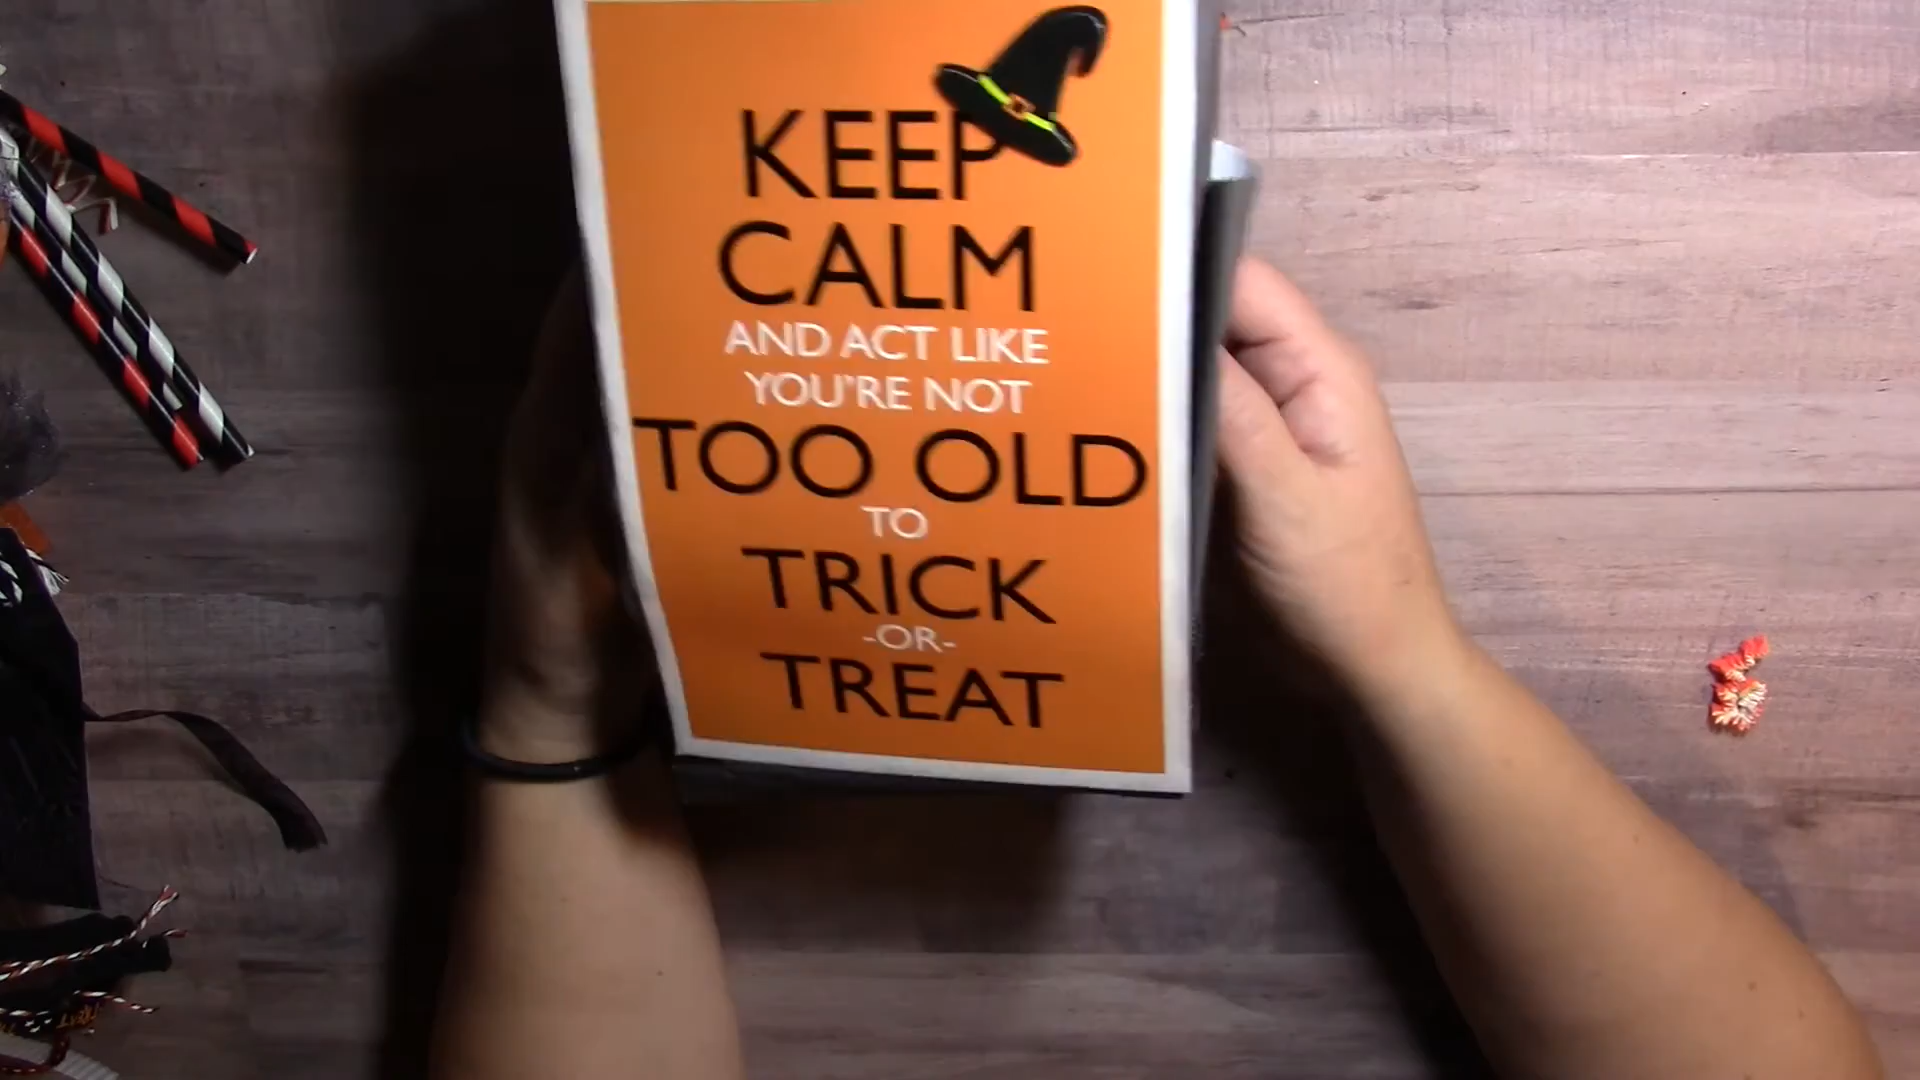 KEEP
CALM
AND ACT LIKE
YOU'RE NOT
TOO OLD
TO
TRICK
-OR-
TREAT